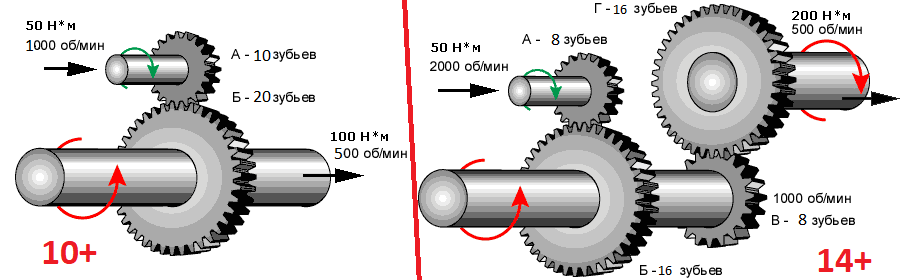 50 Н*м
1000 об/мин
А - 10 зубьев
Б - 20 зубьев
100 Н*м
500 об/мин
10+
Г - 16 зубьев
200 Н*м
500 об/мин
50 Н*м
2000 об/мин
А - 8 зубьев
1000 об/мин
В - 8 зубьев
Б - 16 зубьев
14+